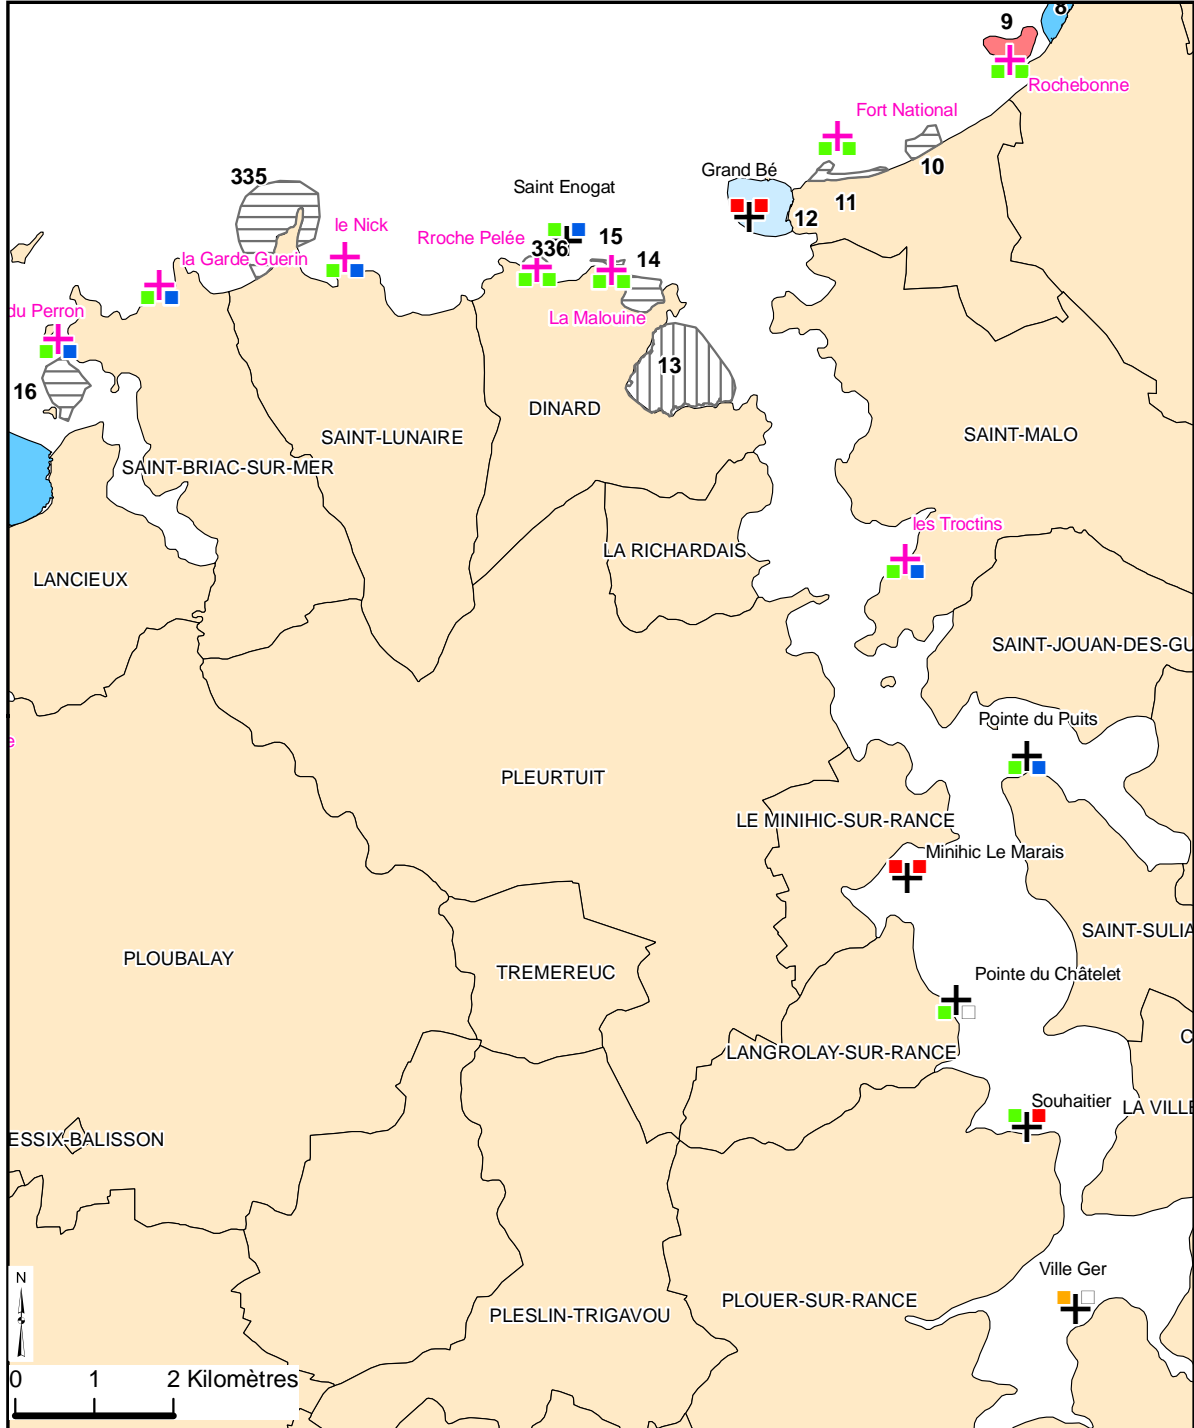 8
9
Rochebonne
Fort National
10
Grand Bé
335
Saint Enogat
11
12
le Nick
Rroche Pelée
336
15
14
la Garde Guerin
du Perron
La Malouine
13
16
DINARD
SAINT-LUNAIRE
SAINT-MALO
SAINT-BRIAC-SUR-MER
les Troctins
LA RICHARDAIS
LANCIEUX
SAINT-JOUAN-DES-GU
Pointe du Puits
e
PLEURTUIT
LE MINIHIC-SUR-RANCE
Minihic Le Marais
SAINT-SULIA
PLOUBALAY
TREMEREUC
Pointe du Châtelet
C
LANGROLAY-SUR-RANCE
Souhaitier
LA VILLE
ESSIX-BALISSON
Ville Ger
N
PLOUER-SUR-RANCE
PLESLIN-TRIGAVOU
0 1 2 Kilomètres